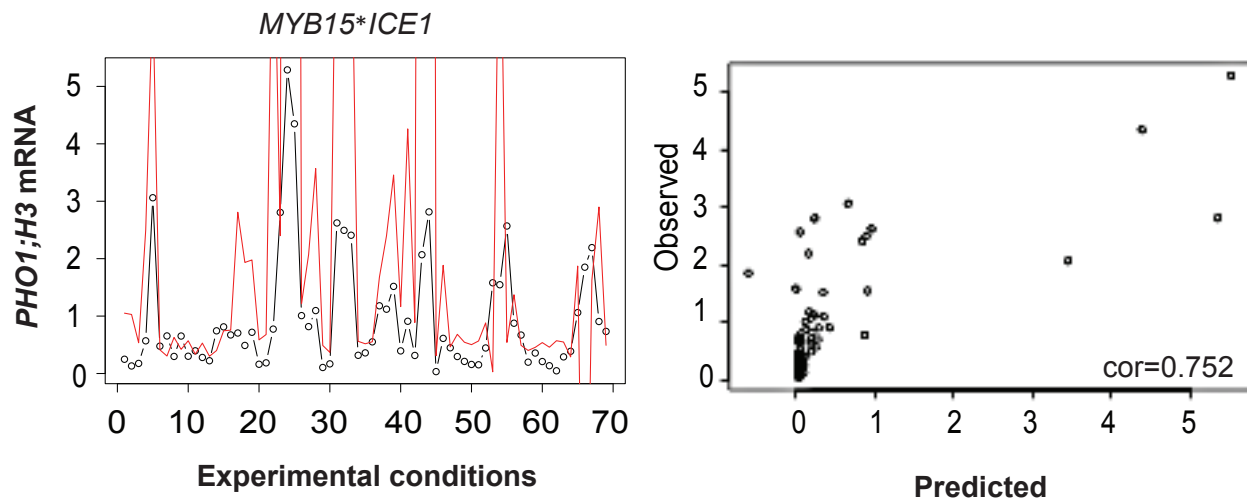 MYB15*ICE1
PHO1;H3 mRNA
5
4
3
2
1
0
0 10 20 30 40 50 60 70
Experimental conditions
Observed
5
4
3
2
1
0
cor=0.752
0 1 2 3 4 5
Predicted